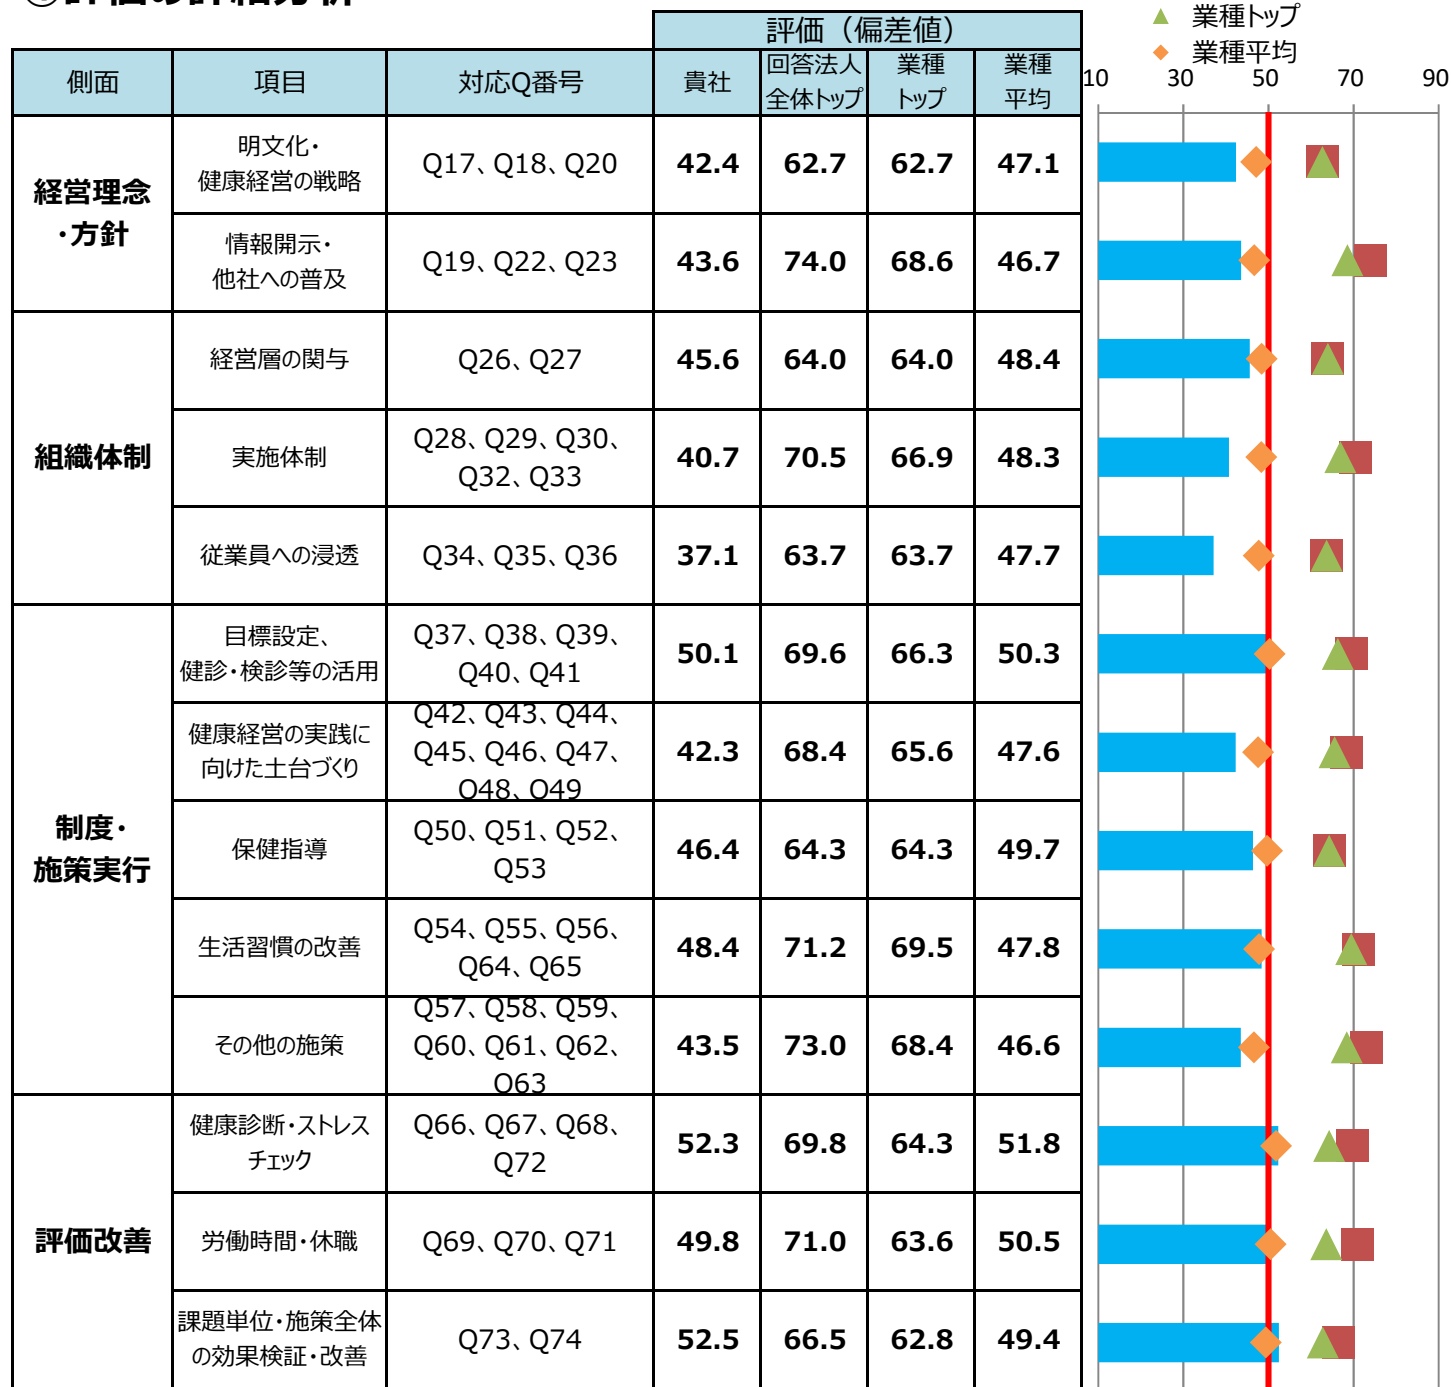 評価（偏差値）
▲ 業種トップ
◆ 業種平均
側面 項目 対応Q番号 貴社 回答法人 業種 業種
全体トップ トップ 平均
10 30 50 70 90
経営理念
・方針
明文化・
健康経営の戦略
Q17、Q18、Q20 42.4 62.7 62.7 47.1
情報開示・
他社への普及
Q19、Q22、Q23 43.6 74.0 68.6 46.7
組織体制
経営層の関与 Q26、Q27 45.6 64.0 64.0 48.4
実施体制
Q28、Q29、Q30、
Q32、Q33
40.7 70.5 66.9 48.3
従業員への浸透 Q34、Q35、Q36 37.1 63.7 63.7 47.7
制度・
施策実行
目標設定、
健診・検診等の活用
Q37、Q38、Q39、
Q40、Q41
50.1 69.6 66.3 50.3
健康経営の実践に
向けた土台づくり
Q42、Q43、Q44、
Q45、Q46、Q47、
Q48、Q49
42.3 68.4 65.6 47.6
保健指導
Q50、Q51、Q52、
Q53
46.4 64.3 64.3 49.7
生活習慣の改善
Q54、Q55、Q56、
Q64、Q65
48.4 71.2 69.5 47.8
その他の施策
Q57、Q58、Q59、
Q60、Q61、Q62、
Q63
43.5 73.0 68.4 46.6
評価改善
健康診断・ストレス
チェック
Q66、Q67、Q68、
Q72
52.3 69.8 64.3 51.8
労働時間・休職 Q69、Q70、Q71 49.8 71.0 63.6 50.5
課題単位・施策全体
の効果検証・改善
Q73、Q74 52.5 66.5 62.8 49.4